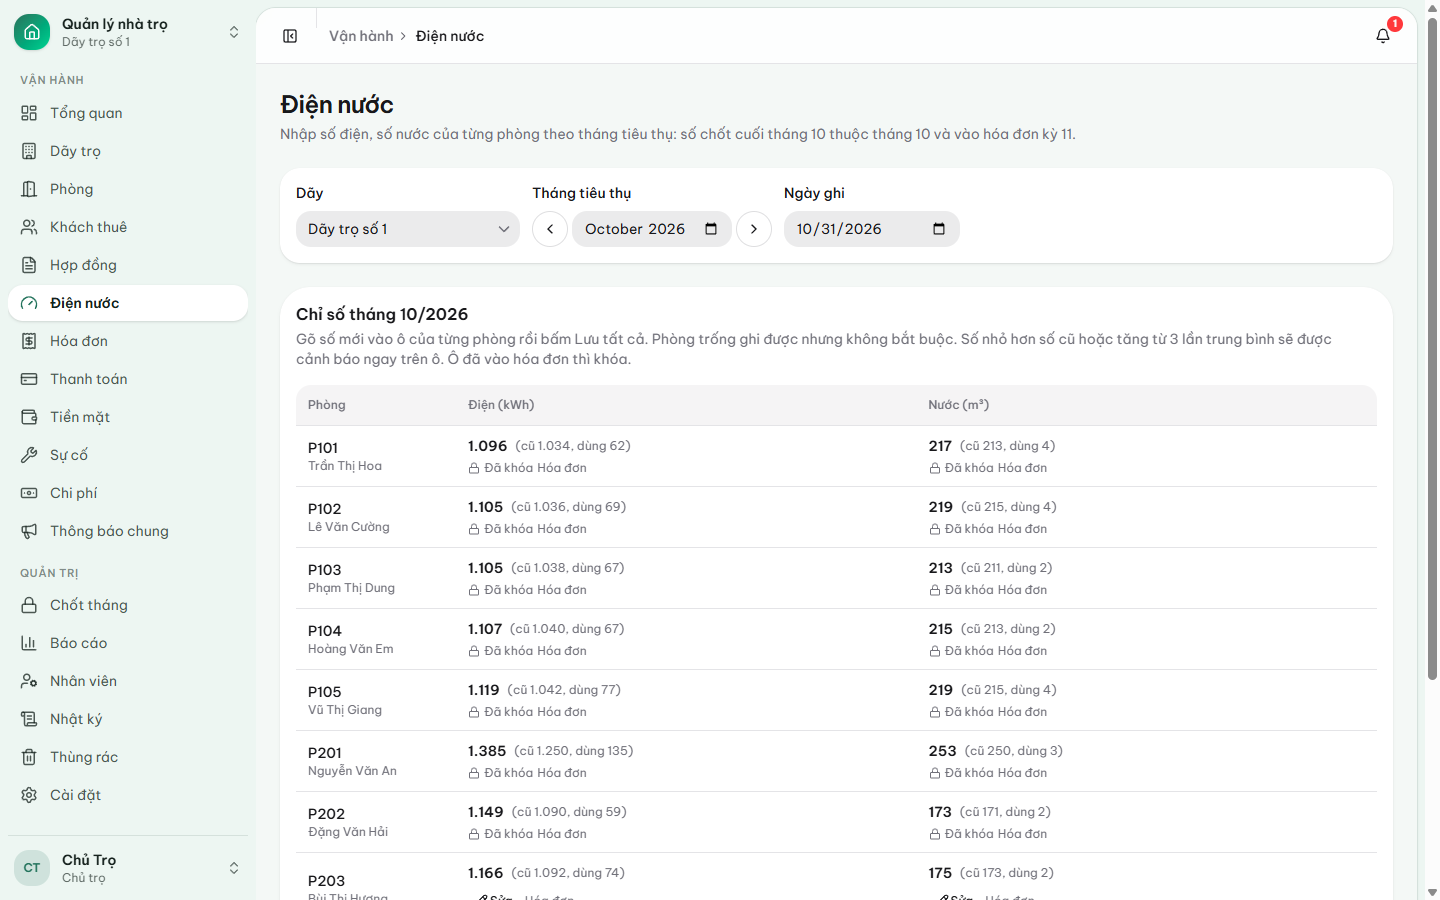 Quản lý nhà trọ
Dãy trọ số 1
VẬN HÀNH
Tổng quan
Dãy trọ
Phòng
Khách thuê
Hợp đồng
Điện nước
Hóa đơn
Thanh toán
Tiền mặt
Sự cố
Chi phí
Thông báo chung
QUẢN TRỊ
Chốt tháng
Báo cáo
Nhân viên
Nhật ký
Thùng rác
Cài đặt
CT
Chủ Trọ
Chủ trọ
Vận hành > Điện nước
1
Điện nước
Nhập số điện, số nước của từng phòng theo tháng tiêu thụ: số chốt cuối tháng 10 thuộc tháng 10 và vào hóa đơn kỳ 11.
Dãy Tháng tiêu thụ Ngày ghi
Dãy trọ số 1 October 2026 10/31/2026
Chỉ số tháng 10/2026
Gõ số mới vào ô của từng phòng rồi bấm Lưu tất cả. Phòng trống ghi được nhưng không bắt buộc. Số nhỏ hơn số cũ hoặc tăng từ 3 lần trung bình sẽ được
cảnh báo ngay trên ô. Ô đã vào hóa đơn thì khóa.
Phòng Điện (kWh) Nước (m³)
P101 1.096 (cũ 1.034, dùng 62) 217 (cũ 213, dùng 4)
Trần Thị Hoa Đã khóa Hóa đơn Đã khóa Hóa đơn
P102 1.105 (cũ 1.036, dùng 69) 219 (cũ 215, dùng 4)
Lê Văn Cường Đã khóa Hóa đơn Đã khóa Hóa đơn
P103 1.105 (cũ 1.038, dùng 67) 213 (cũ 211, dùng 2)
Phạm Thị Dung Đã khóa Hóa đơn Đã khóa Hóa đơn
P104 1.107 (cũ 1.040, dùng 67) 215 (cũ 213, dùng 2)
Hoàng Văn Em Đã khóa Hóa đơn Đã khóa Hóa đơn
P105 1.119 (cũ 1.042, dùng 77) 219 (cũ 215, dùng 4)
Vũ Thị Giang Đã khóa Hóa đơn Đã khóa Hóa đơn
P201 1.385 (cũ 1.250, dùng 135) 253 (cũ 250, dùng 3)
Nguyễn Văn An Đã khóa Hóa đơn Đã khóa Hóa đơn
P202 1.149 (cũ 1.090, dùng 59) 173 (cũ 171, dùng 2)
Đặng Văn Hải Đã khóa Hóa đơn Đã khóa Hóa đơn
P203 1.166 (cũ 1.092, dùng 74) 175 (cũ 173, dùng 2)
Bùi Thị Hương Sửa Hóa đơn Sửa Hóa đơn